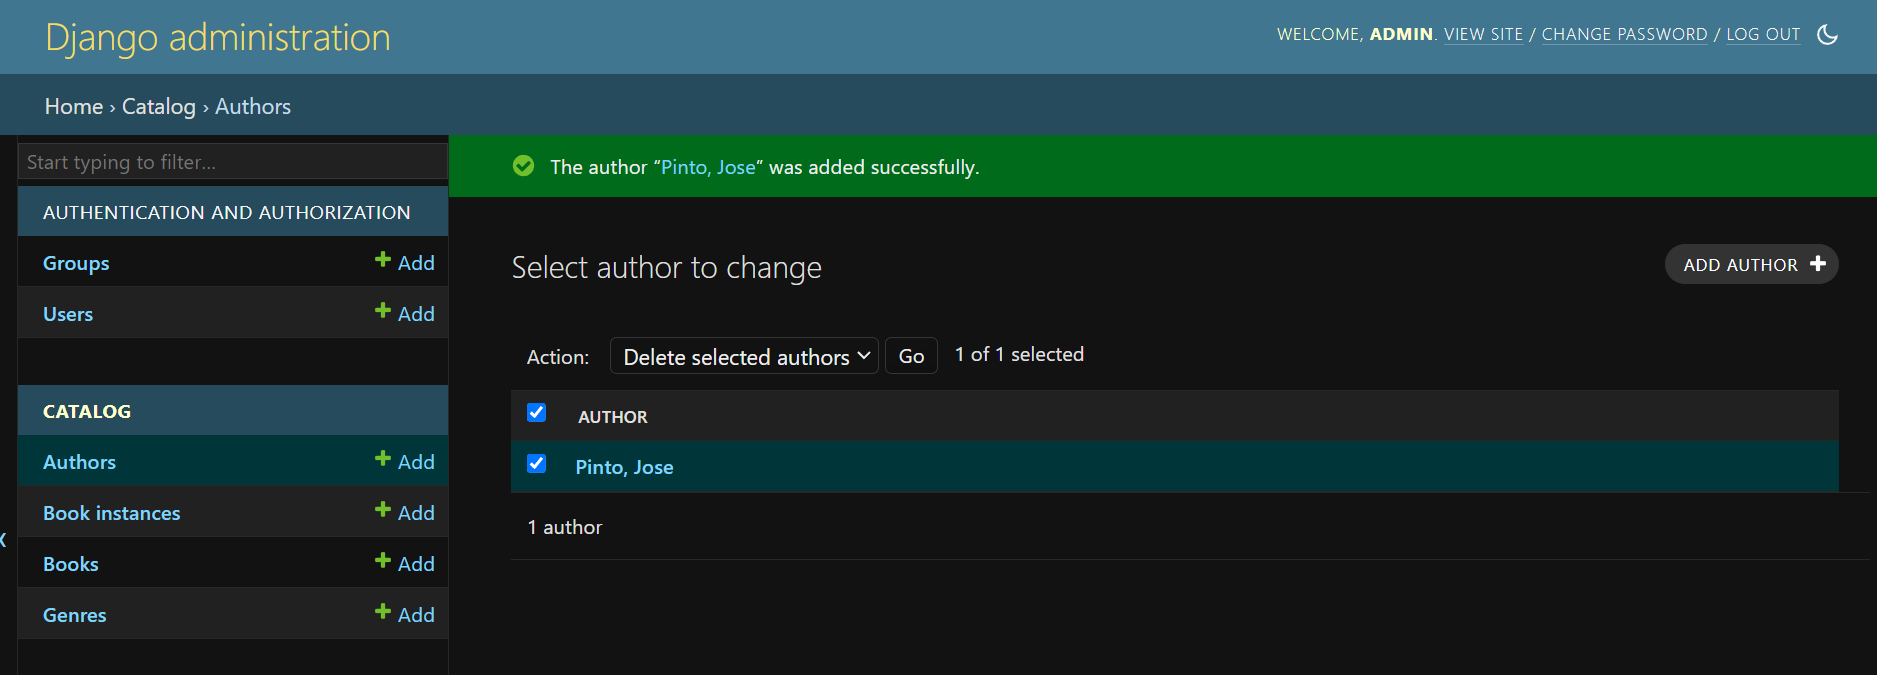 Django administration
WELCOME, ADMIN. VIEW SITE / CHANGE PASSWORD / LOG OUT
Home › Catalog › Authors
Start typing to filter...
AUTHENTICATION AND AUTHORIZATION
Groups Add
Users Add
CATALOG
Authors Add
Book instances Add
Books Add
Genres Add
The author “Pinto, Jose” was added successfully.
Select author to change
ADD AUTHOR
Action: Delete selected authors Go 1 of 1 selected
AUTHOR
Pinto, Jose
1 author